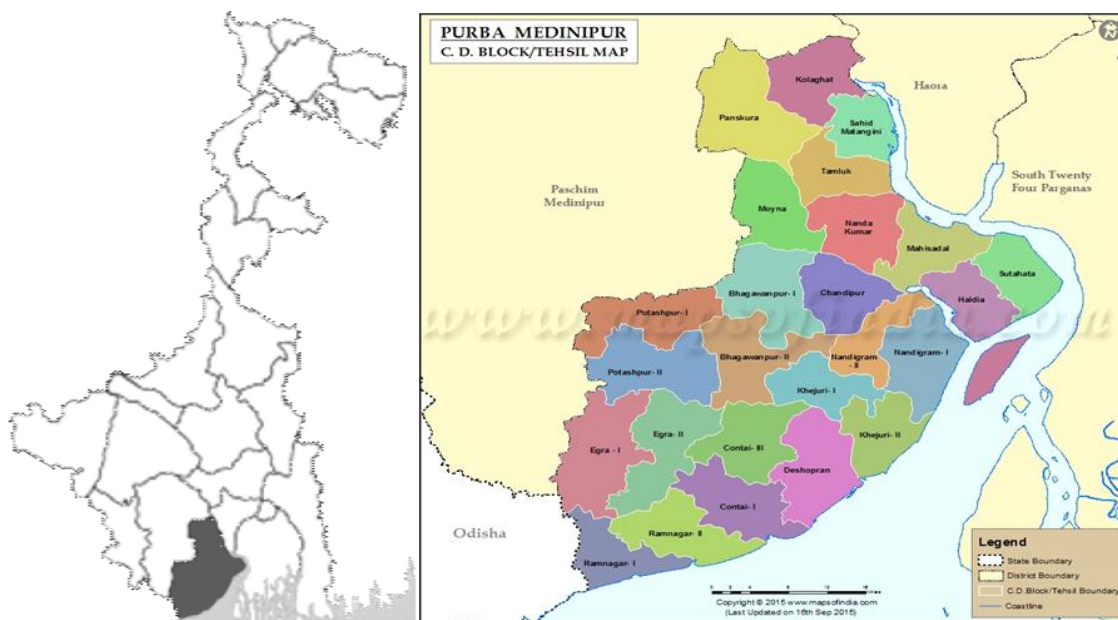 PURBA MEDINIPUR
C. D. BLOCK/TEHSIL MAP
Kolaghat
Haora
Panskura
Sahid
Matangini
Tamluk
South Twenty
Four Parganas
Paschim
Medinipur
Moyna
Nanda
Kumar
Mahisadal
Sutahata
Bhagawanpur- I
Chandipur
Haldia
Potashpur- I
www.mapsofindia.com
Bhagawanpur- II
Nandigram
- II
Nandigram- I
Potashpur- II
Khejuri- I
Egra- II
Khejuri- II
Egra - I
Contai- III
Deshopran
Contai- I
Odisha
Ramnagar- II
Ramnagar- I
Legend
State Boundary
District Boundary
C.D.Block/Tehsil Boundary
Coastline
Copyright © 2015 www.mapsofindia.com
(Last Updated on 16th Sep 2015)